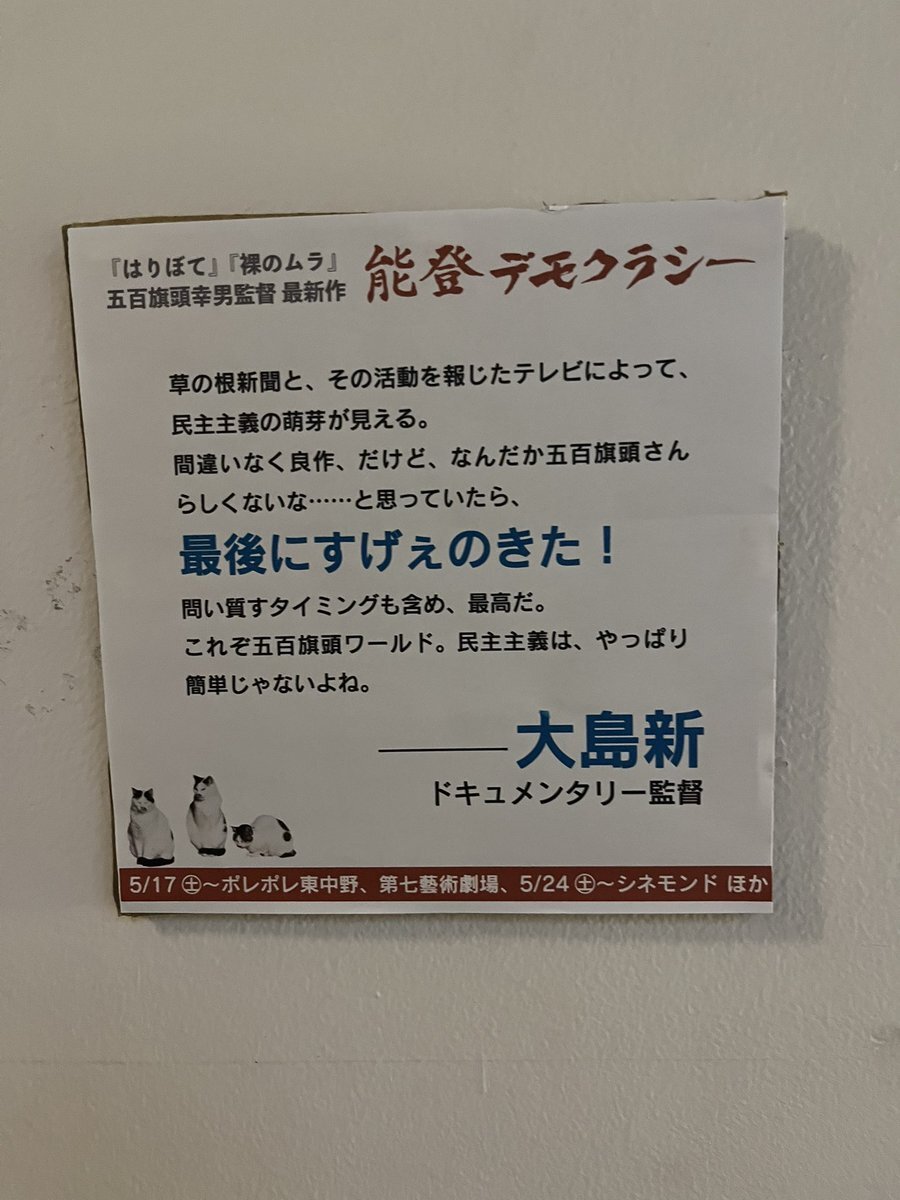 『はりぼて』『裸のムラ』
五百旗頭幸男監督 最新作
能登デモクラシー
草の根新聞と、その活動を報じたテレビによって、
民主主義の萌芽が見える。
間違いなく良作、だけど、なんだか五百旗頭さん
らしくないな……と思っていたら、
最後にすげぇのきた！
問い質すタイミングも含め、最高だ。
これぞ五百旗頭ワールド。民主主義は、やっぱり
簡単じゃないよね。
――― 大島新
ドキュメンタリー監督
5/17㊏～ポレポレ東中野、第七藝術劇場、5/24㊏～シネモンド ほか